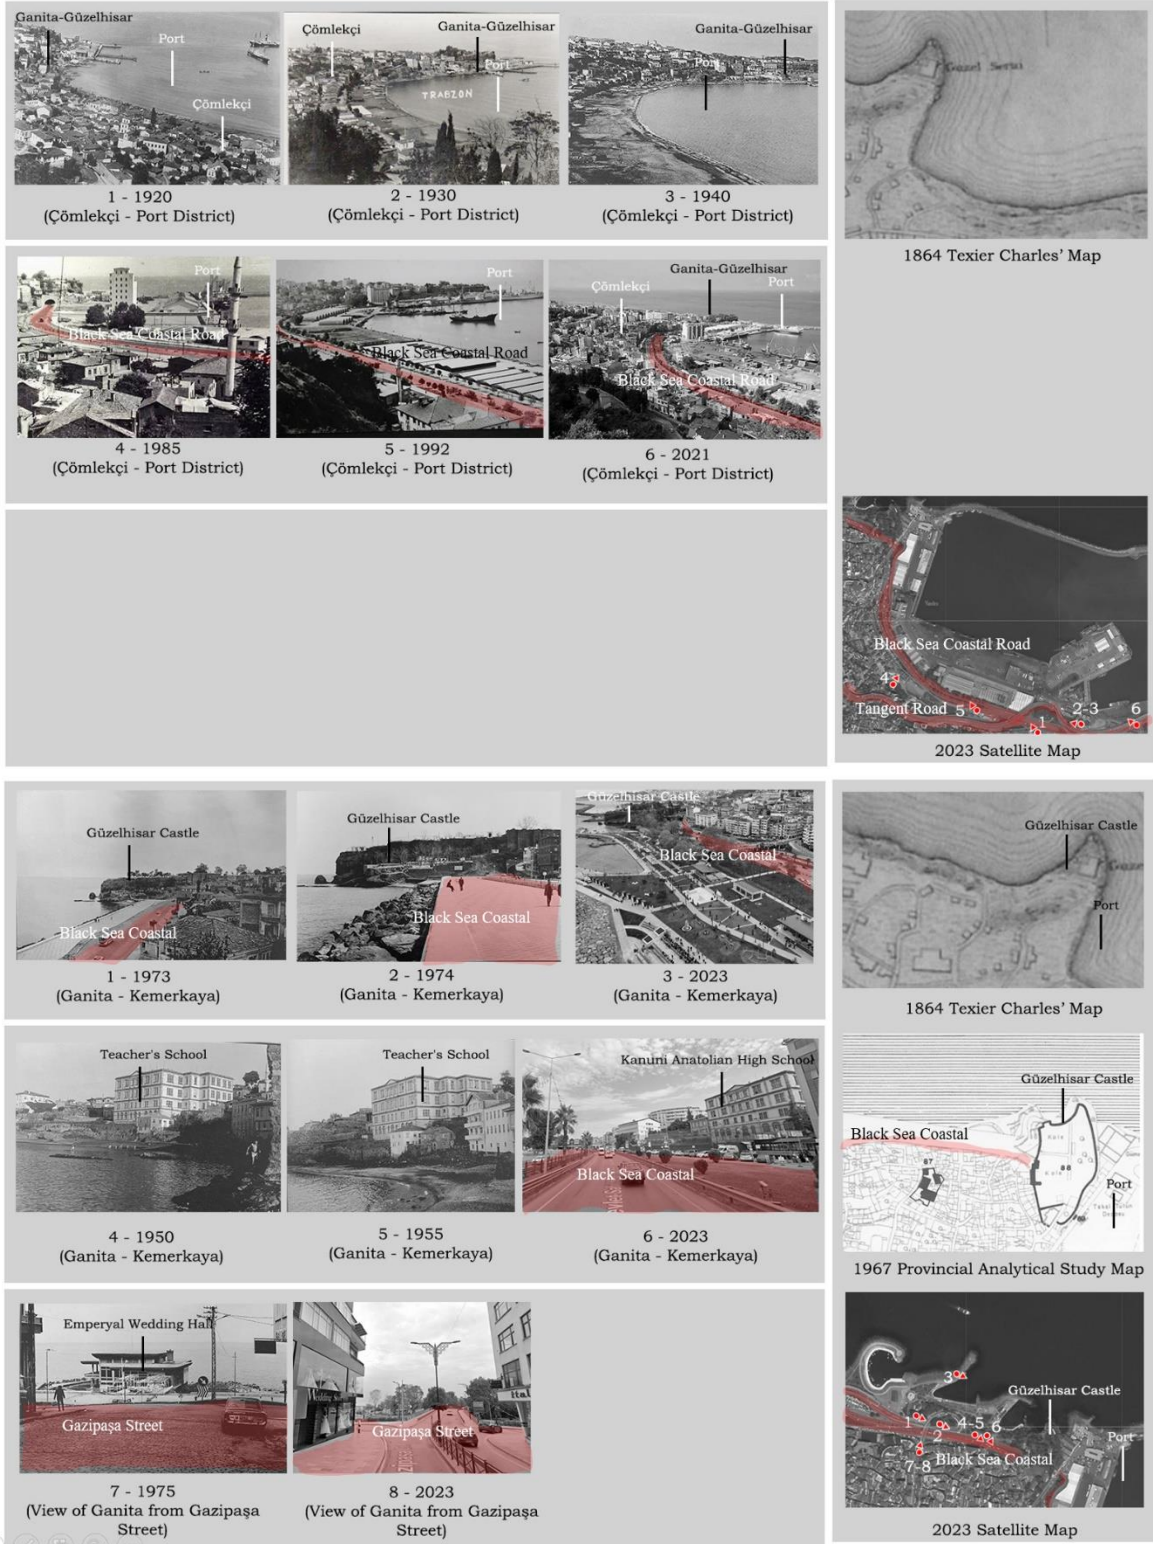 Ganita-Güzelhisar
Port
Çömlekçi
1 - 1920
(Çömlekçi - Port District)
Çömlekçi
Ganita-Güzelhisar
Port
TRABZON
2 - 1930
(Çömlekçi - Port District)
Ganita-Güzelhisar
Port
3 - 1940
(Çömlekçi - Port District)
Güzel Serai
1864 Texier Charles' Map
Port
Black Sea Coastal Road
4 - 1985
(Çömlekçi - Port District)
Port
Black Sea Coastal Road
5 - 1992
(Çömlekçi - Port District)
Ganita-Güzelhisar
Çömlekçi
Port
Black Sea Coastal Road
6 - 2021
(Çömlekçi - Port District)
Black Sea Coastal Road
4
Tangent Road
5
1
2-3
6
2023 Satellite Map
Güzelhisar Castle
Black Sea Coastal
1 - 1973
(Ganita - Kemerkaya)
Güzelhisar Castle
Black Sea Coastal
2 - 1974
(Ganita - Kemerkaya)
Güzelhisar Castle
Black Sea Coastal
3 - 2023
(Ganita - Kemerkaya)
Güzelhisar Castle
Port
1864 Texier Charles' Map
Teacher's School
4 - 1950
(Ganita - Kemerkaya)
Teacher's School
5 - 1955
(Ganita - Kemerkaya)
Kanuni Anatolian High School
Black Sea Coastal
6 - 2023
(Ganita - Kemerkaya)
Güzelhisar Castle
Black Sea Coastal
87
Kale
88
Port
1967 Provincial Analytical Study Map
Emperyal Wedding Hall
Gazipaşa Street
7 - 1975
(View of Ganita from Gazipaşa
Street)
Gazipaşa Street
8 - 2023
(View of Ganita from Gazipaşa
Street)
3
Güzelhisar Castle
1
2
4-5
6
Port
7-8
Black Sea Coastal
2023 Satellite Map